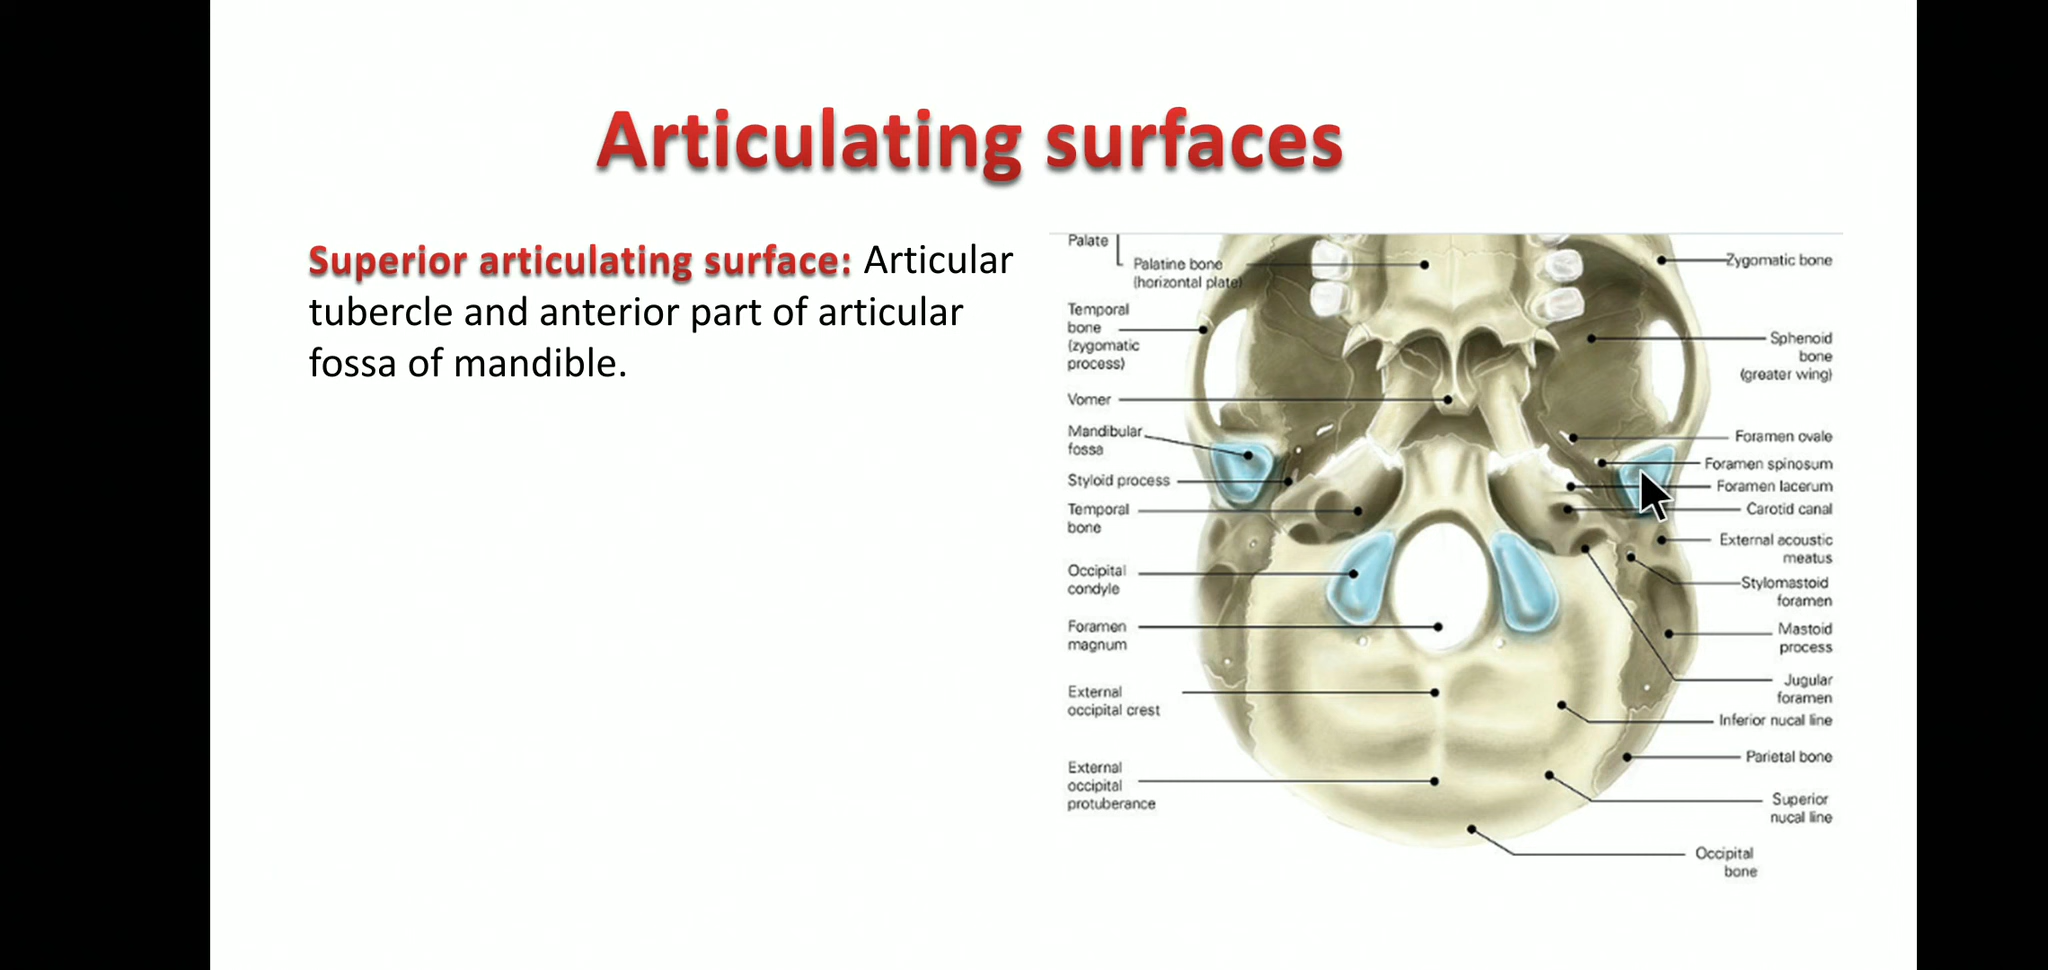 Articulating surfaces
Superior articulating surface: Articular
tubercle and anterior part of articular
fossa of mandible.
Palate
Palatine bone
(horizontal plate)
Temporal
bone
(zygomatic
process)
Vomer
Mandibular
fossa
Styloid process
Temporal
bone
Occipital
condyle
Foramen
magnum
External
occipital crest
External
occipital
protuberance
Zygomatic bone
Sphenoid
bone
(greater wing)
Foramen ovale
Foramen spinosum
Foramen lacerum
Carotid canal
External acoustic
meatus
Stylomastoid
foramen
Mastoid
process
Jugular
foramen
Inferior nucal line
Parietal bone
Superior
nucal line
Occipital
bone